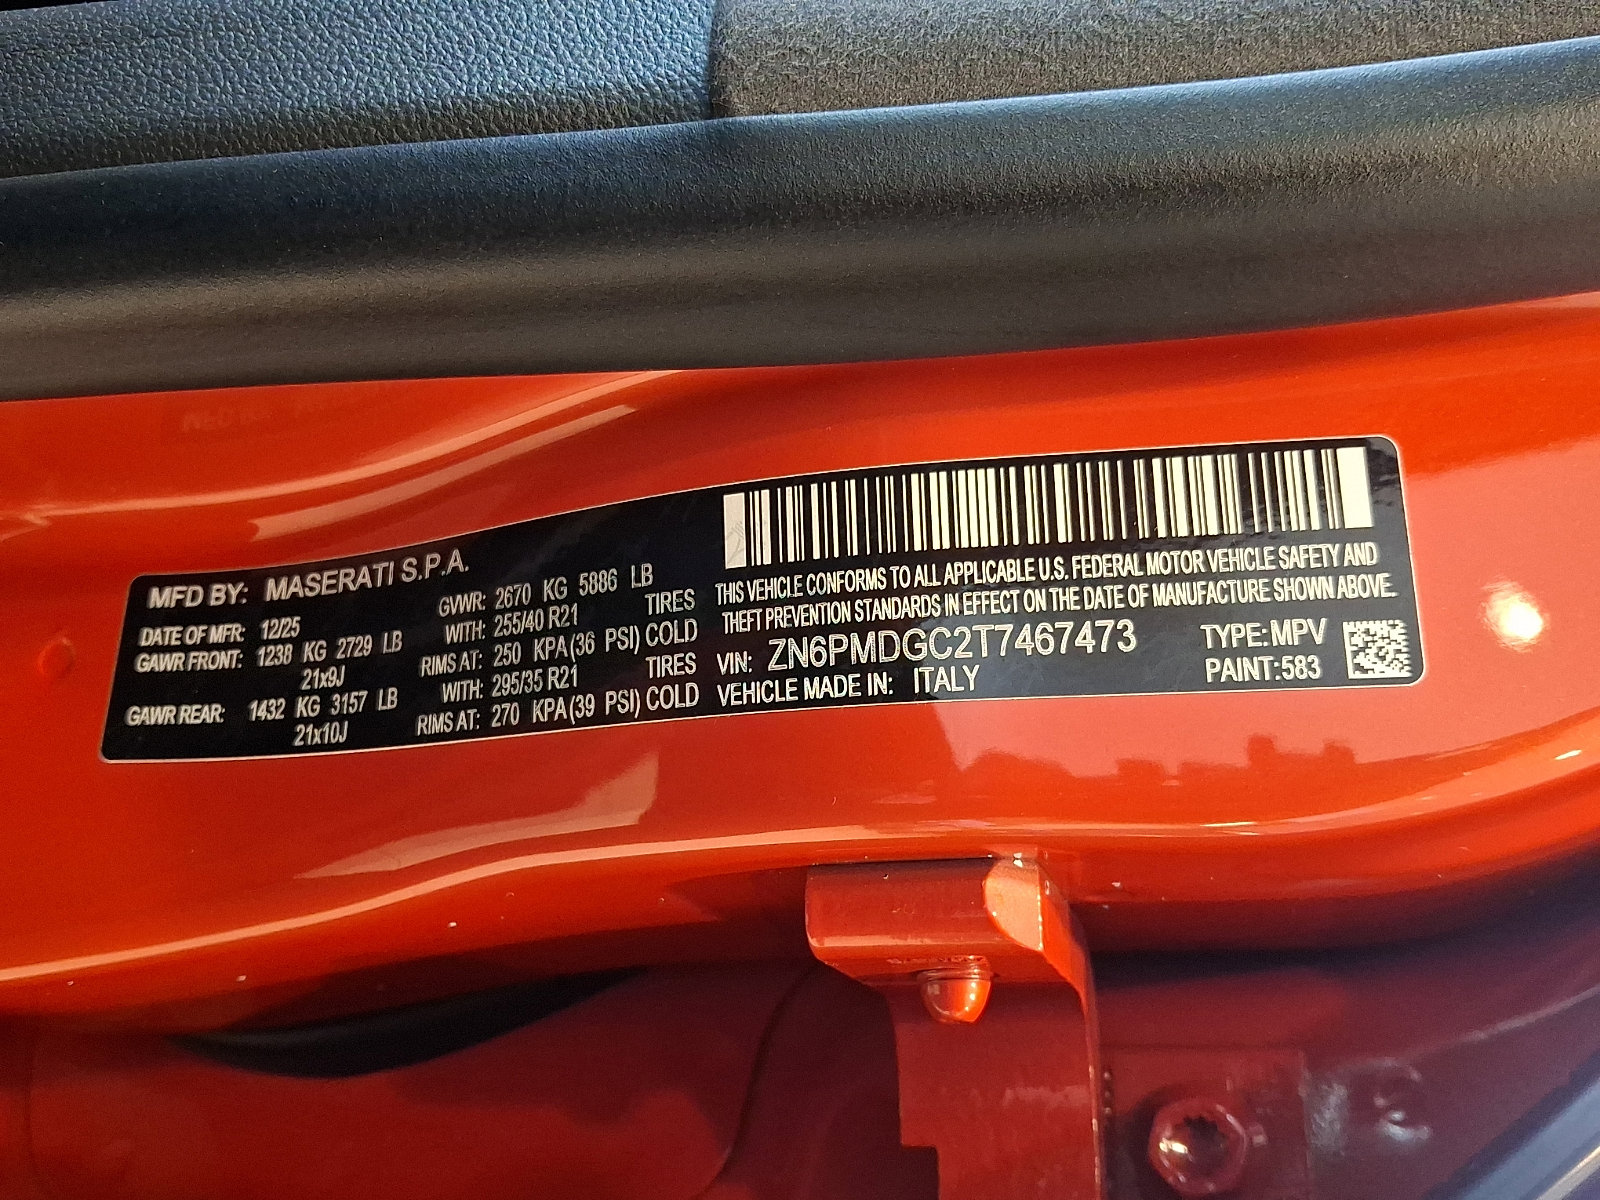 MFD BY: MASERATI S.P.A.
DATE OF MFR: 12/25 GVWR: 2670 KG 5886 LB
GAWR FRONT: 1238 KG 2729 LB WITH: 255/40 R21 TIRES
21x9J RIMS AT: 250 KPA(36 PSI) COLD
GAWR REAR: 1432 KG 3157 LB WITH: 295/35 R21 TIRES
21x10J RIMS AT: 270 KPA(39 PSI) COLD
THIS VEHICLE CONFORMS TO ALL APPLICABLE U.S. FEDERAL MOTOR VEHICLE SAFETY AND
THEFT PREVENTION STANDARDS IN EFFECT ON THE DATE OF MANUFACTURE SHOWN ABOVE.
VIN: ZN6PMDGC2T7467473 TYPE:MPV
VEHICLE MADE IN: ITALY PAINT:583